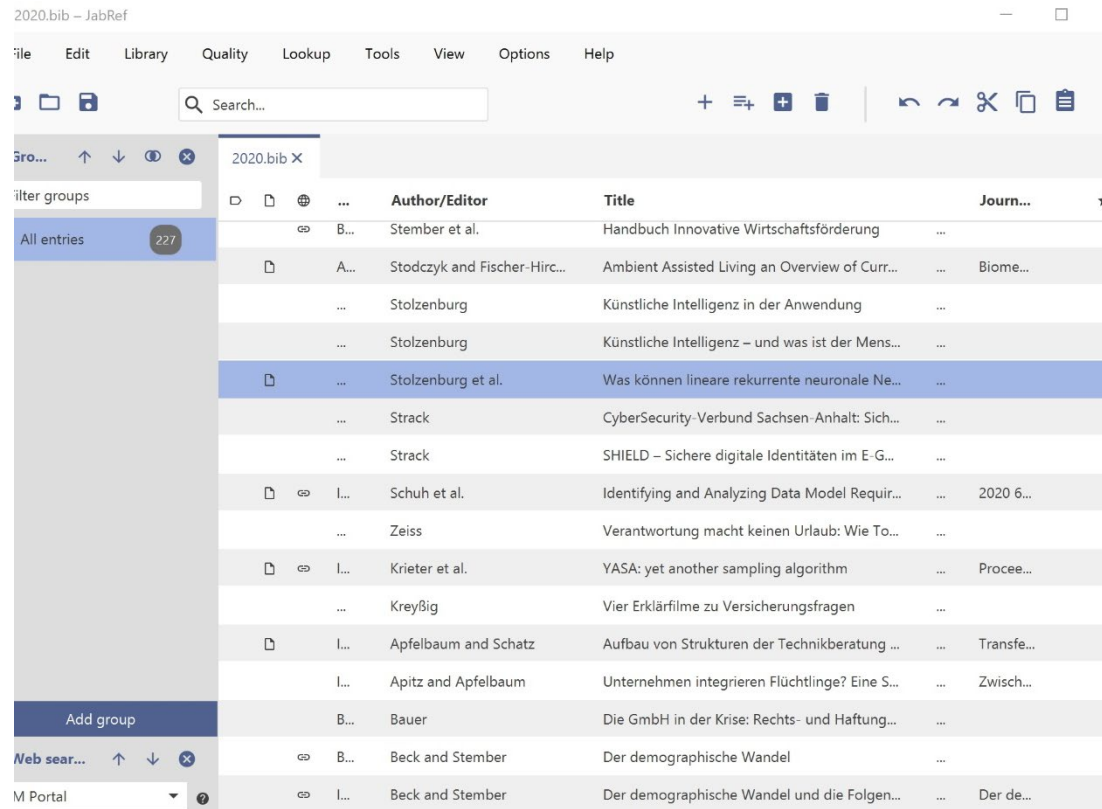 2020.bib – JabRef
File Edit Library Quality Lookup Tools View Options Help
Search...
Gro... 2020.bib
Filter groups
All entries 227
... Author/Editor Title Journ...
B... Stember et al. Handbuch Innovative Wirtschaftsförderung ...
A... Stodczyk and Fischer-Hirc... Ambient Assisted Living an Overview of Curr... ... Biome...
... Stolzenburg Künstliche Intelligenz in der Anwendung ...
... Stolzenburg Künstliche Intelligenz – und was ist der Mens... ...
... Stolzenburg et al. Was können lineare rekurrente neuronale Ne... ...
... Strack CyberSecurity-Verbund Sachsen-Anhalt: Sich... ...
... Strack SHIELD – Sichere digitale Identitäten im E-G... ...
I... Schuh et al. Identifying and Analyzing Data Model Requir... ... 2020 6...
... Zeiss Verantwortung macht keinen Urlaub: Wie To... ...
I... Krieter et al. YASA: yet another sampling algorithm ... Procee...
... Kreyßig Vier Erklärfilme zu Versicherungsfragen ...
I... Apfelbaum and Schatz Aufbau von Strukturen der Technikberatung ... ... Transfe...
I... Apitz and Apfelbaum Unternehmen integrieren Flüchtlinge? Eine S... ... Zwisch...
Add group
B... Bauer Die GmbH in der Krise: Rechts- und Haftung... ...
Web sear...
B... Beck and Stember Der demographische Wandel ...
M Portal
I... Beck and Stember Der demographische Wandel und die Folgen... ... Der de...